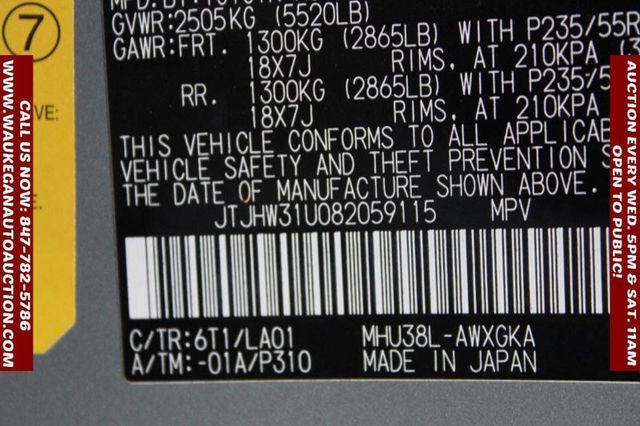 7
VE:
GVWR:2505KG (5520LB)
GAWR:FRT. 1300KG (2865LB) WITH P235/55R
18X7J RIMS, AT 210KPA
RR. 1300KG (2865LB) WITH P235/5
18X7J RIMS, AT 210KPA
THIS VEHICLE CONFORMS TO ALL APPLICAB
VEHICLE SAFETY AND THEFT PREVENTION S
THE DATE OF MANUFACTURE SHOWN ABOVE.
JTJHW31U082059115 MPV
C/TR:6T1/LA01 MHU38L-AWXGKA
A/TM:-01A/P310 MADE IN JAPAN
CALL US NOW: 847-782-5786
WWW.WAUKEGANAUTOAUCTION.COM
AUCTION EVERY WED. 5PM & SAT. 11AM
OPEN TO PUBLIC!